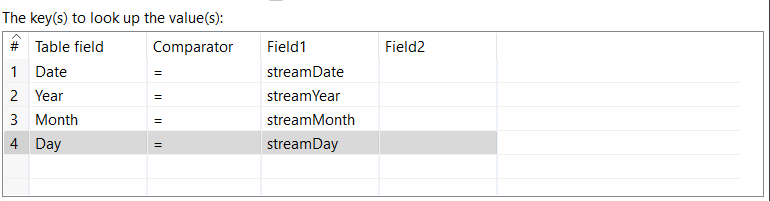 The key(s) to look up the value(s):
# Table field Comparator Field1 Field2
1 Date = streamDate
2 Year = streamYear
3 Month = streamMonth
4 Day = streamDay